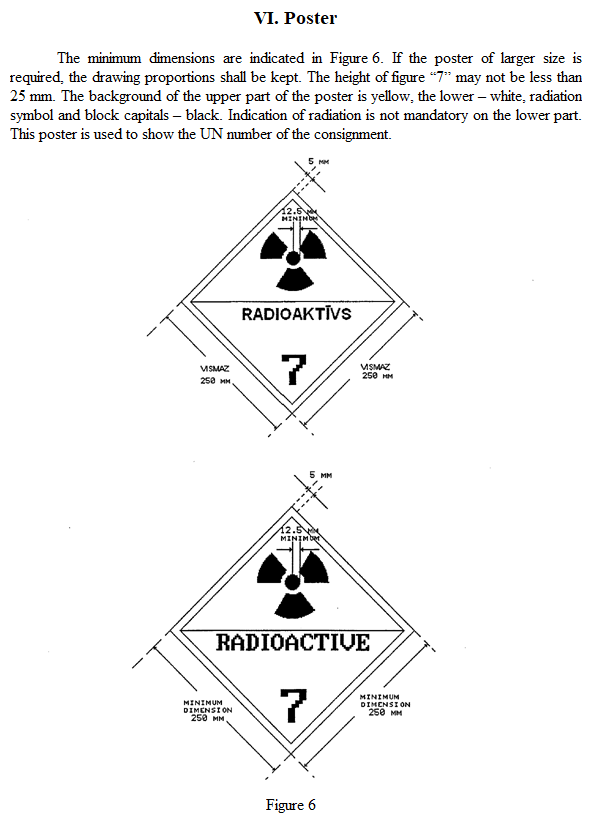 VI. Poster
The minimum dimensions are indicated in Figure 6. If the poster of larger size is
required, the drawing proportions shall be kept. The height of figure “7” may not be less than
25 mm. The background of the upper part of the poster is yellow, the lower – white, radiation
symbol and block capitals – black. Indication of radiation is not mandatory on the lower part.
This poster is used to show the UN number of the consignment.
5 MM
12.5 MM
MINIMUM
RADIOAKTĪVS
7
VISMAZ
250 MM
VISMAZ
250 MM
5 MM
12.5 MM
MINIMUM
RADIOACTIVE
7
MINIMUM
DIMENSION
250 MM
MINIMUM
DIMENSION
250 MM
Figure 6